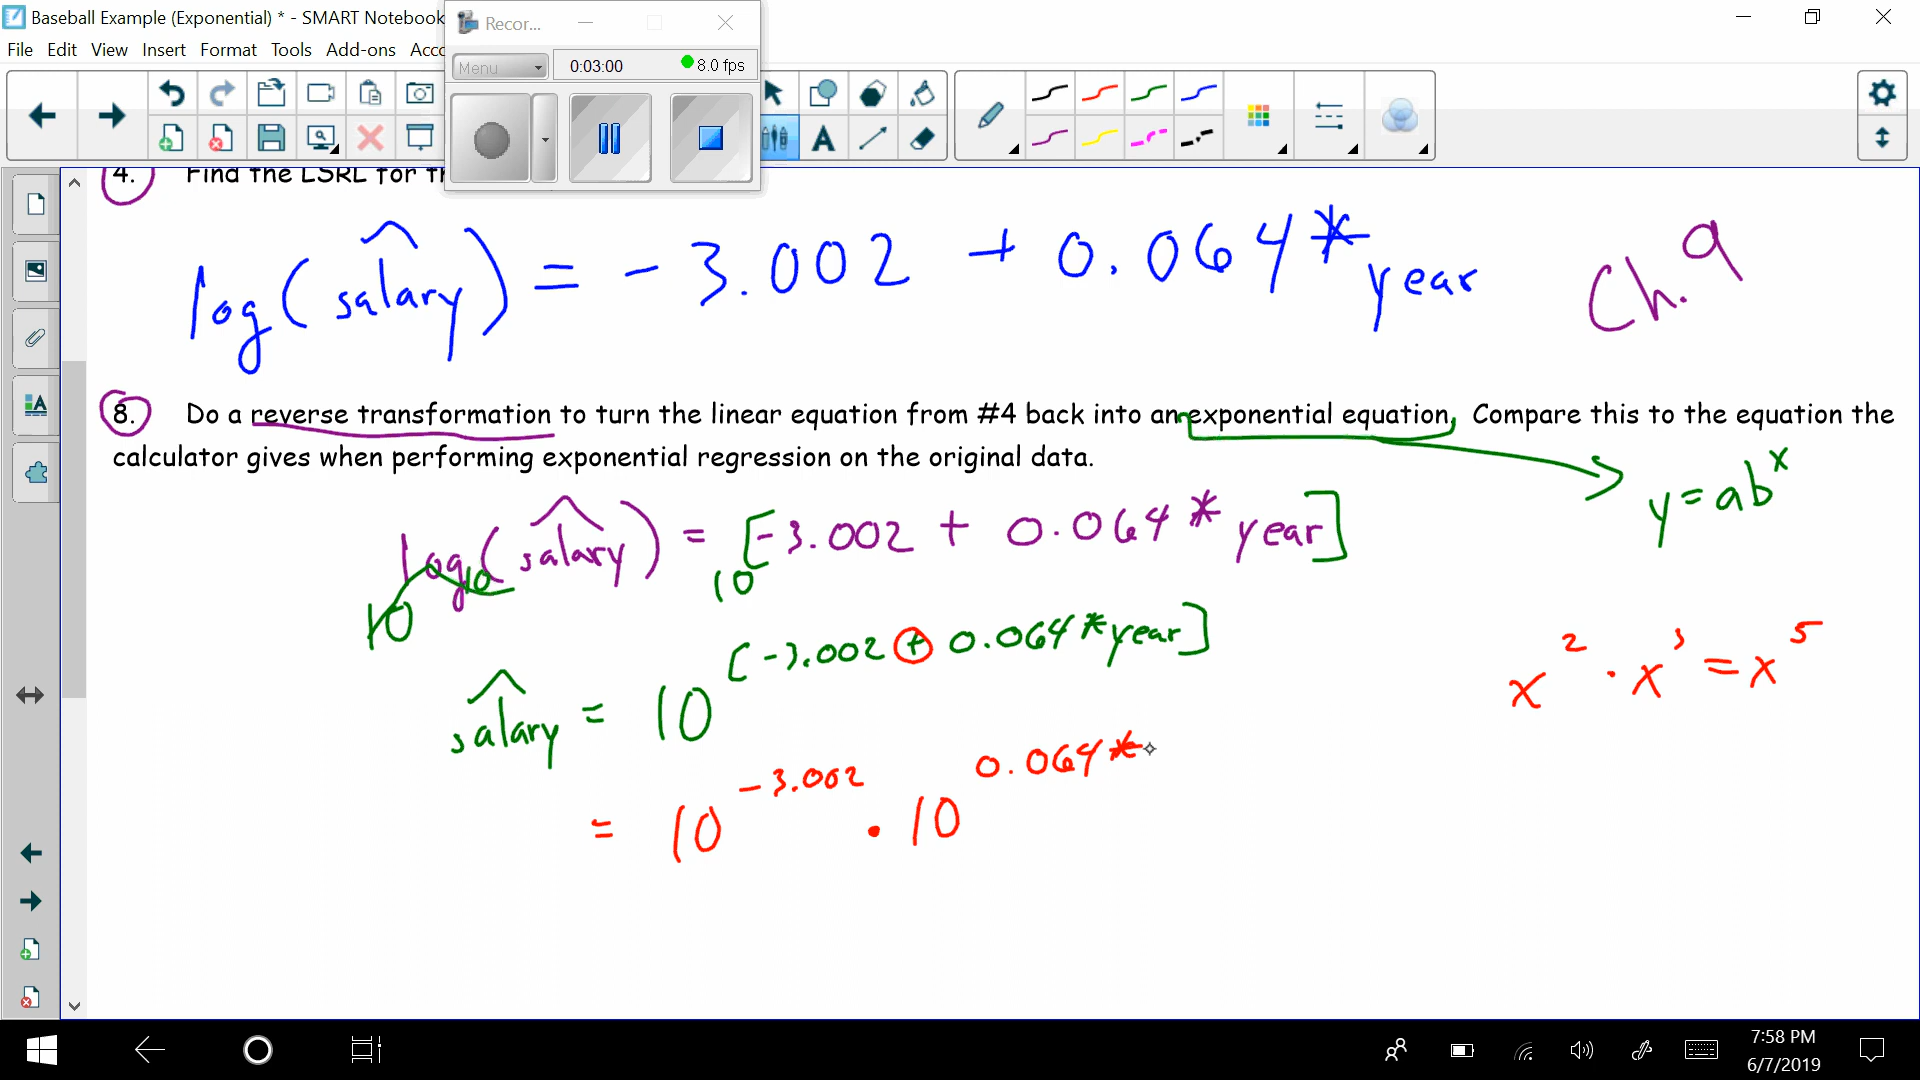 Baseball Example (Exponential) * - SMART Notebook
Recor...
File Edit View Insert Format Tools Add-ons Acco
Menu 0:03:00 8.0 fps
4. Find the LSRL for th
log(salary) = -3.002 + 0.064* year
Ch. 9
8. Do a reverse transformation to turn the linear equation from #4 back into an exponential equation. Compare this to the equation the
calculator gives when performing exponential regression on the original data.
y = ab^x
log₁₀(salary) = [-3.002 + 0.064* year]
10 10
salary = 10^[-3.002 + 0.064*year]
x^2 · x^3 = x^5
= 10^-3.002 · 10^0.064*
7:58 PM
6/7/2019